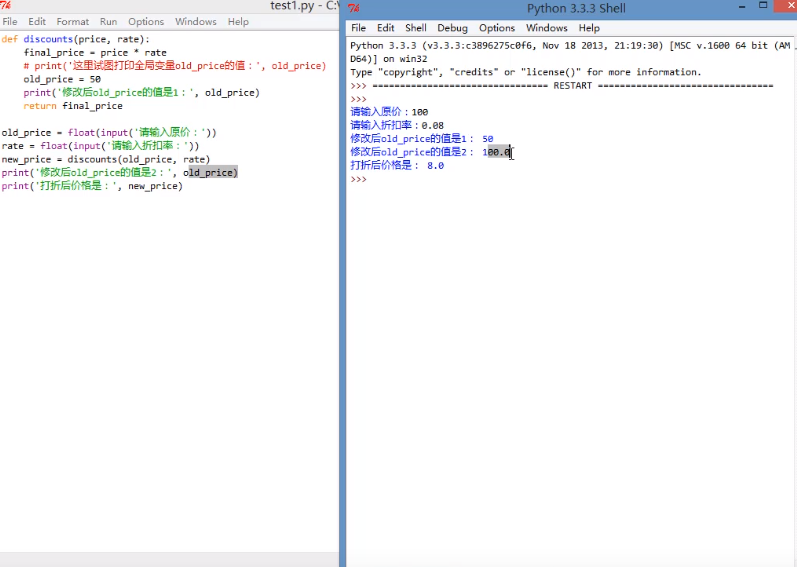 test1.py - C:\
File Edit Format Run Options Windows Help
def discounts(price, rate):
    final_price = price * rate
    # print('这里试图打印全局变量old_price的值：', old_price)
    old_price = 50
    print('修改后old_price的值是1：', old_price)
    return final_price
old_price = float(input('请输入原价：'))
rate = float(input('请输入折扣率：'))
new_price = discounts(old_price, rate)
print('修改后old_price的值是2：', old_price)
print('打折后价格是：', new_price)
Python 3.3.3 Shell
File Edit Shell Debug Options Windows Help
Python 3.3.3 (v3.3.3:c3896275c0f6, Nov 18 2013, 21:19:30) [MSC v.1600 64 bit (AM
D64)] on win32
Type "copyright", "credits" or "license()" for more information.
>>> ================================ RESTART ================================
>>>
请输入原价：100
请输入折扣率：0.08
修改后old_price的值是1： 50
修改后old_price的值是2： 100.0
打折后价格是： 8.0
>>>